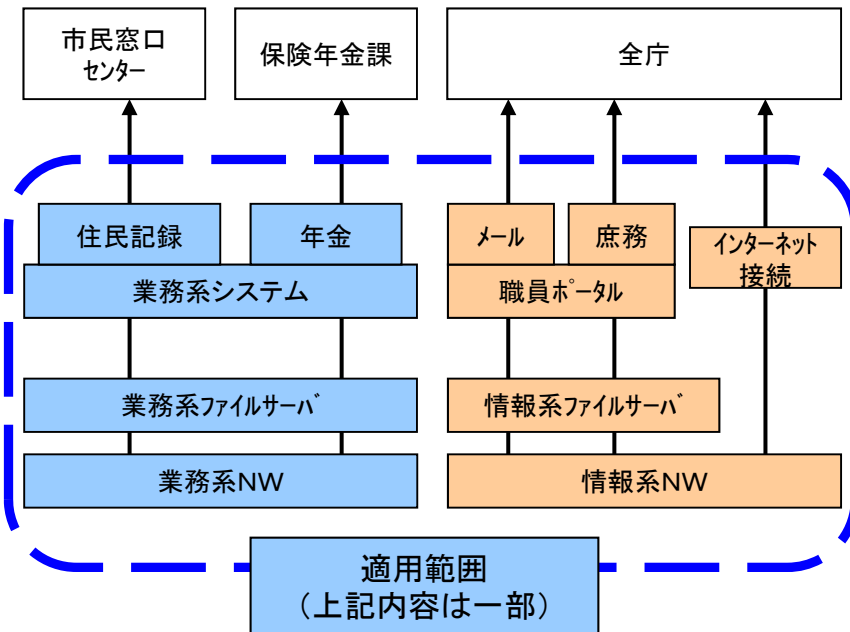 市民窓口
ｾﾝﾀｰ
保険年金課
全庁
住民記録
年金
ﾒｰﾙ
庶務
ｲﾝﾀｰﾈｯﾄ
接続
業務系システム
職員ﾎﾟｰﾀﾙ
業務系ﾌｧｲﾙｻｰﾊﾞ
情報系ﾌｧｲﾙｻｰﾊﾞ
業務系NW
情報系NW
適用範囲
（上記内容は一部）